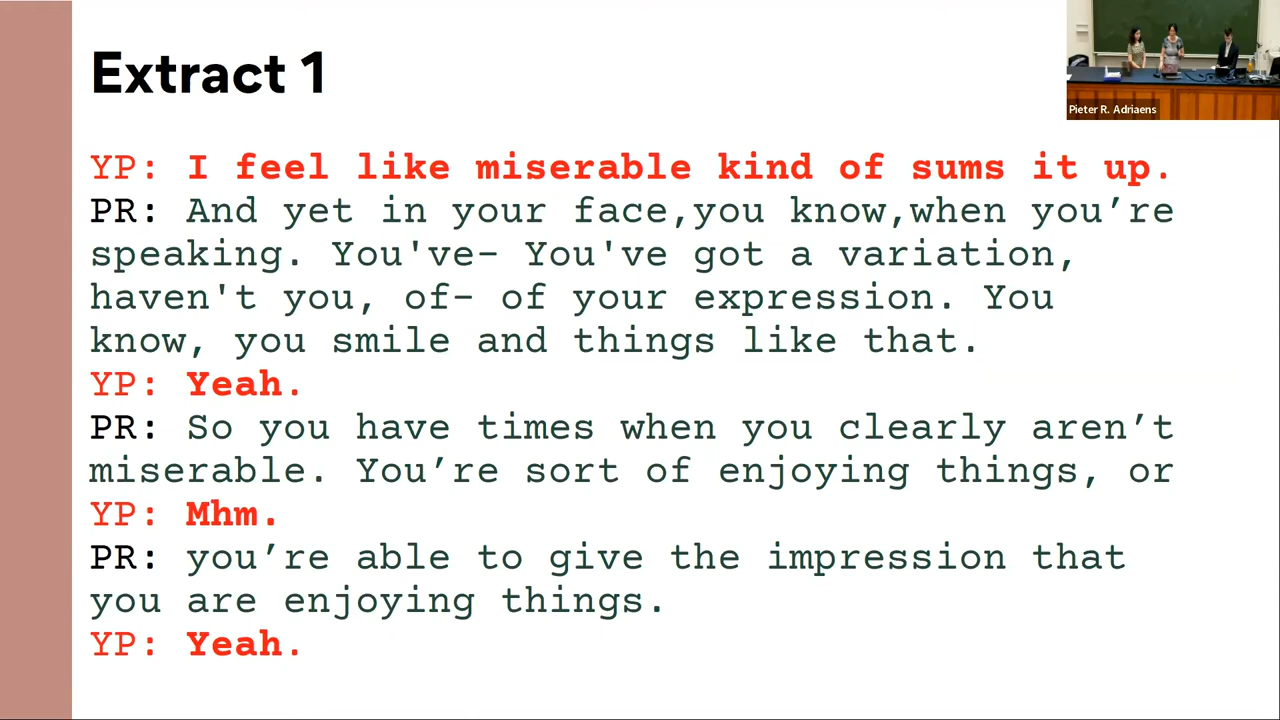 Extract 1
Pieter R. Adriaens
YP: I feel like miserable kind of sums it up.
PR: And yet in your face,you know,when you’re
speaking. You've- You've got a variation,
haven't you, of- of your expression. You
know, you smile and things like that.
YP: Yeah.
PR: So you have times when you clearly aren’t
miserable. You’re sort of enjoying things, or
YP: Mhm.
PR: you’re able to give the impression that
you are enjoying things.
YP: Yeah.